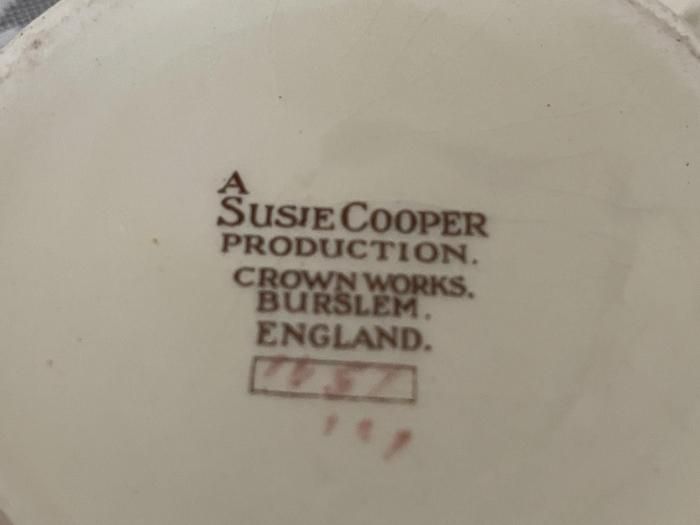 A
SUSIE COOPER
PRODUCTION.
CROWN WORKS.
BURSLEM.
ENGLAND.